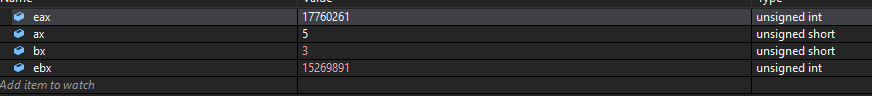 Value Type
eax 17760261 unsigned int
ax 5 unsigned short
bx 3 unsigned short
ebx 15269891 unsigned int
Add item to watch